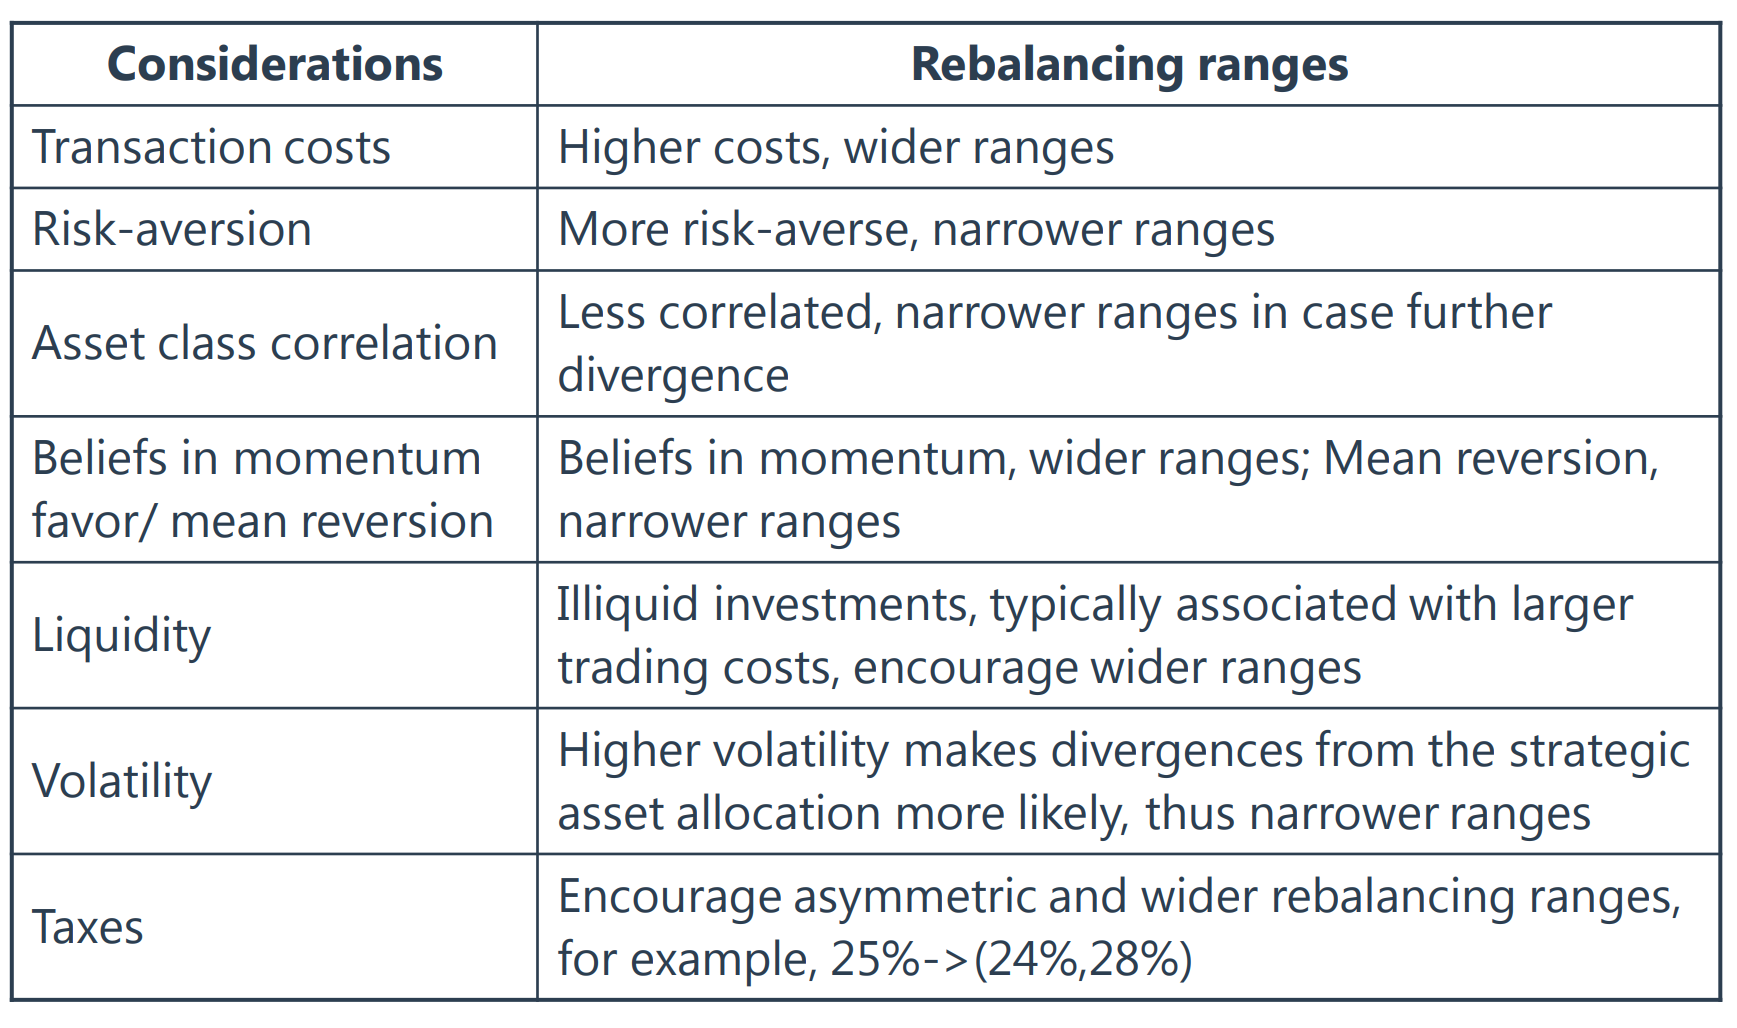 Considerations
Rebalancing ranges
Transaction costs
Higher costs, wider ranges
Risk-aversion
More risk-averse, narrower ranges
Asset class correlation
Less correlated, narrower ranges in case further
divergence
Beliefs in momentum
favor/ mean reversion
Beliefs in momentum, wider ranges; Mean reversion,
narrower ranges
Liquidity
Illiquid investments, typically associated with larger
trading costs, encourage wider ranges
Volatility
Higher volatility makes divergences from the strategic
asset allocation more likely, thus narrower ranges
Taxes
Encourage asymmetric and wider rebalancing ranges,
for example, 25%->(24%,28%)